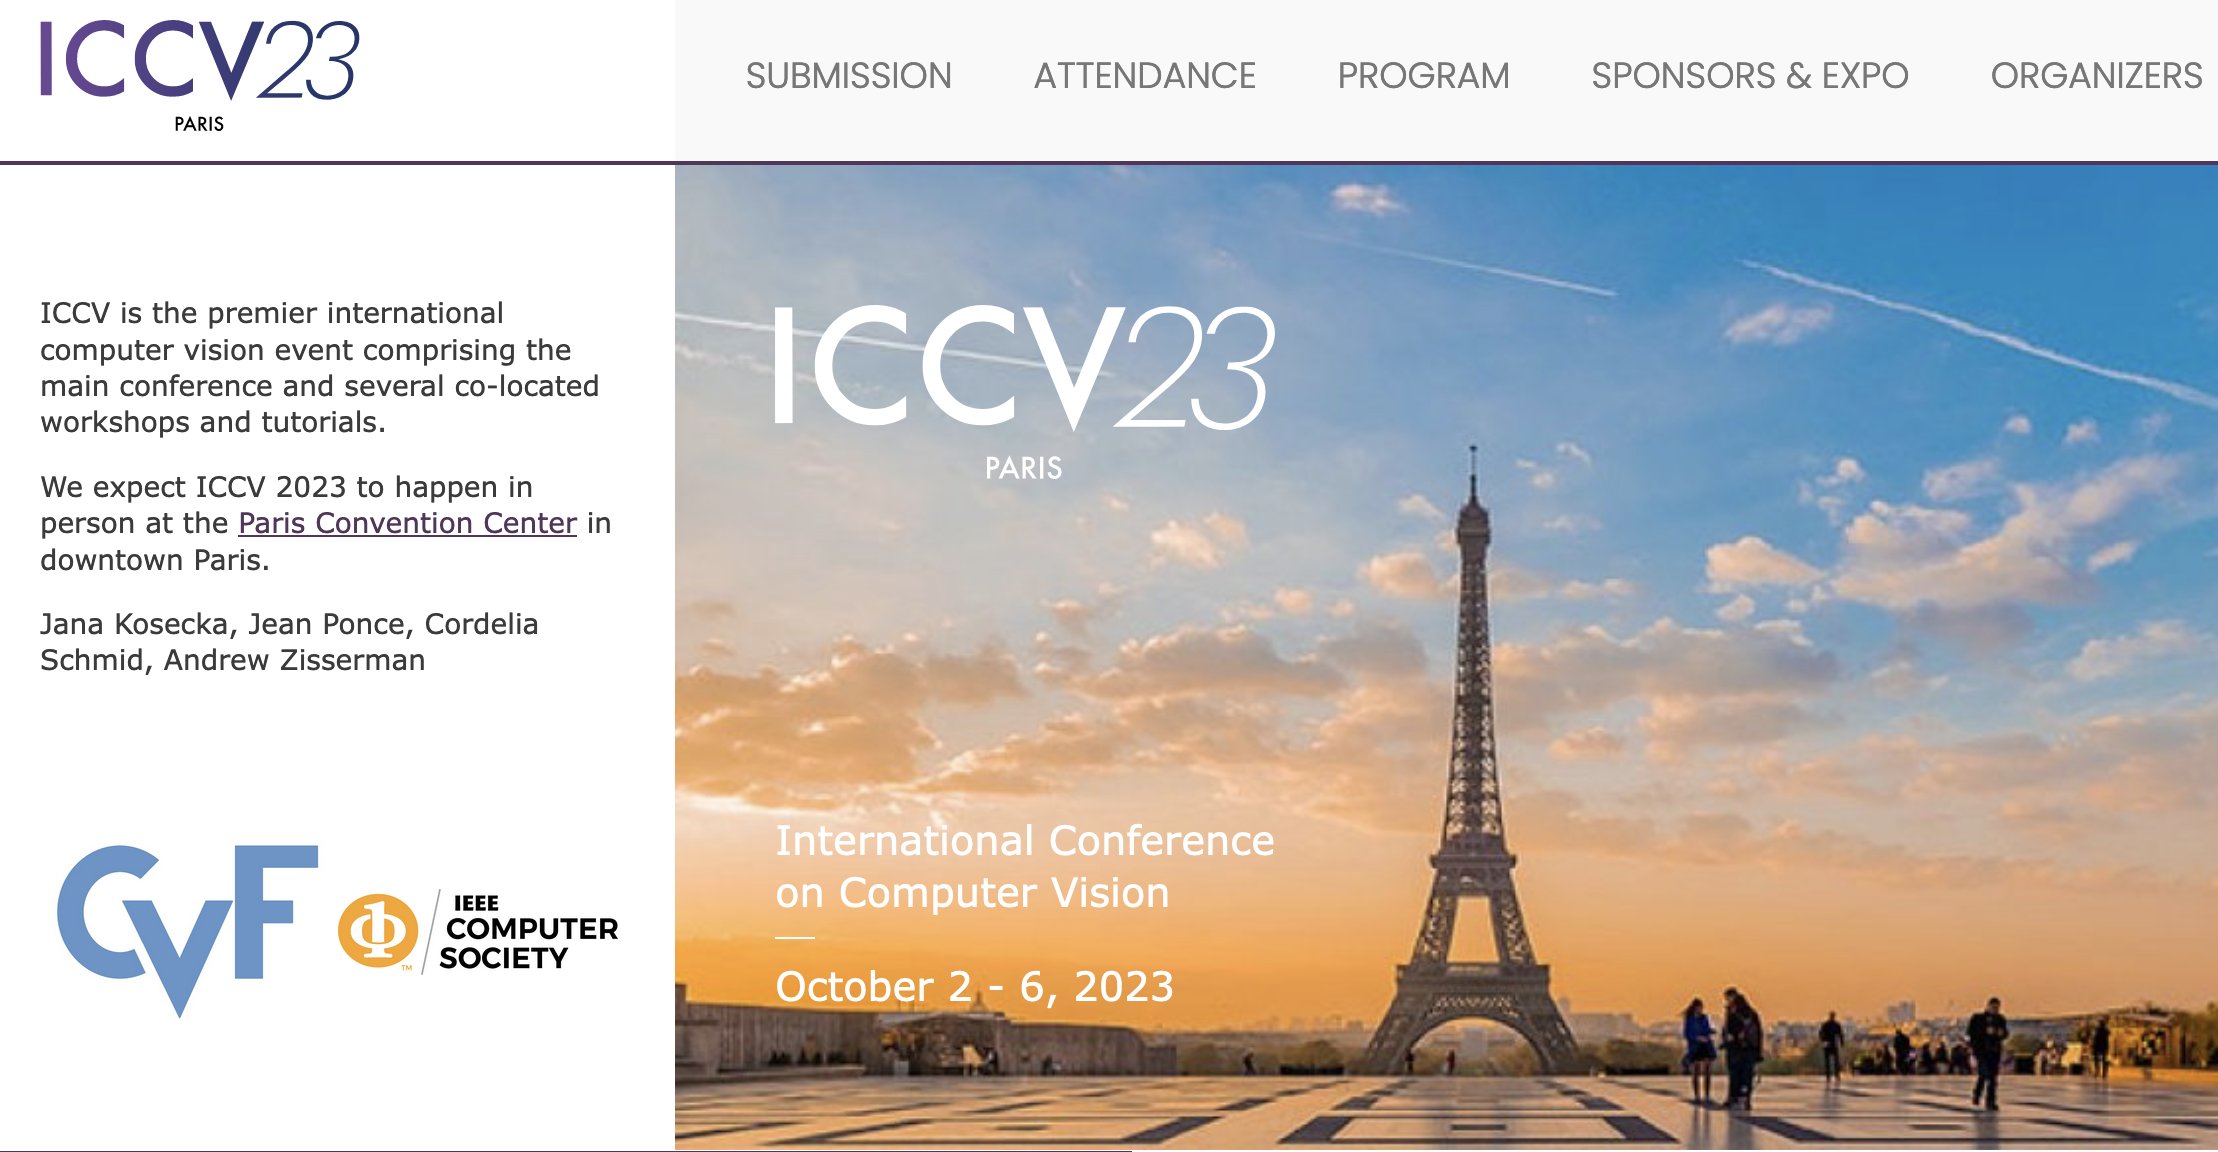 ICCV23
PARIS
SUBMISSION
ATTENDANCE
PROGRAM
SPONSORS & EXPO
ORGANIZERS
ICCV is the premier international
computer vision event comprising the
main conference and several co-located
workshops and tutorials.
We expect ICCV 2023 to happen in
person at the Paris Convention Center in
downtown Paris.
Jana Kosecka, Jean Ponce, Cordelia
Schmid, Andrew Zisserman
CVF
IEEE
COMPUTER
SOCIETY
TM
ICCV23
PARIS
International Conference
on Computer Vision
October 2 - 6, 2023